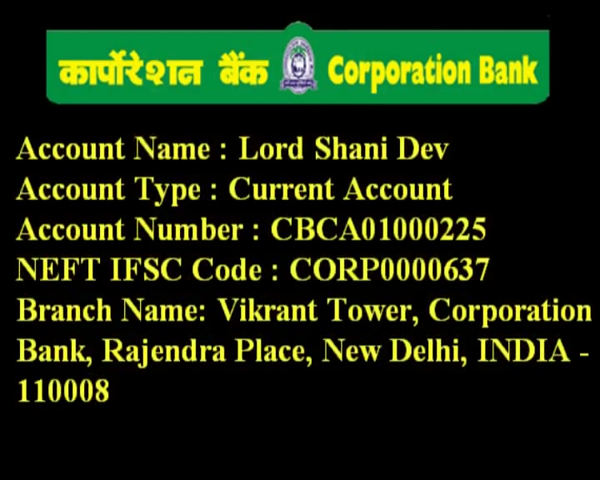 कार्पोरेशन बैंक Corporation Bank
Account Name : Lord Shani Dev
Account Type : Current Account
Account Number : CBCA01000225
NEFT IFSC Code : CORP0000637
Branch Name: Vikrant Tower, Corporation
Bank, Rajendra Place, New Delhi, INDIA -
110008